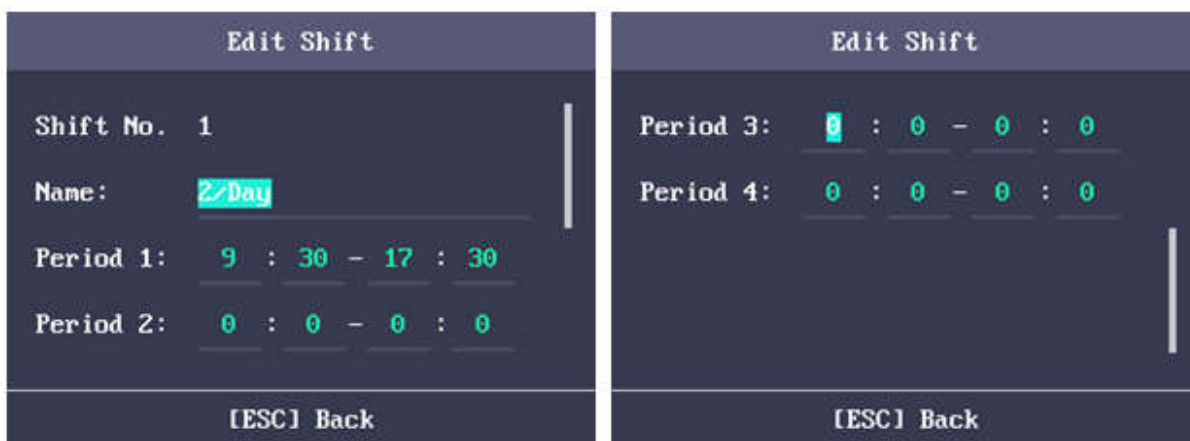 Edit Shift
Shift No. 1
Name: 2/Day
Period 1: 9 : 30 - 17 : 30
Period 2: 0 : 0 - 0 : 0
[ESC] Back
Edit Shift
Period 3: 0 : 0 - 0 : 0
Period 4: 0 : 0 - 0 : 0
[ESC] Back